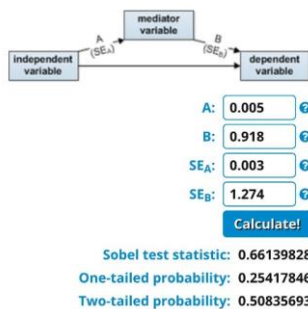 mediator
variable
A
(SEA)
B
(SEB)
independent
variable
dependent
variable
A: 0.005 ?
B: 0.918 ?
SEA: 0.003 ?
SEB: 1.274 ?
Calculate!
Sobel test statistic: 0.66139828
One-tailed probability: 0.25417846
Two-tailed probability: 0.50835693